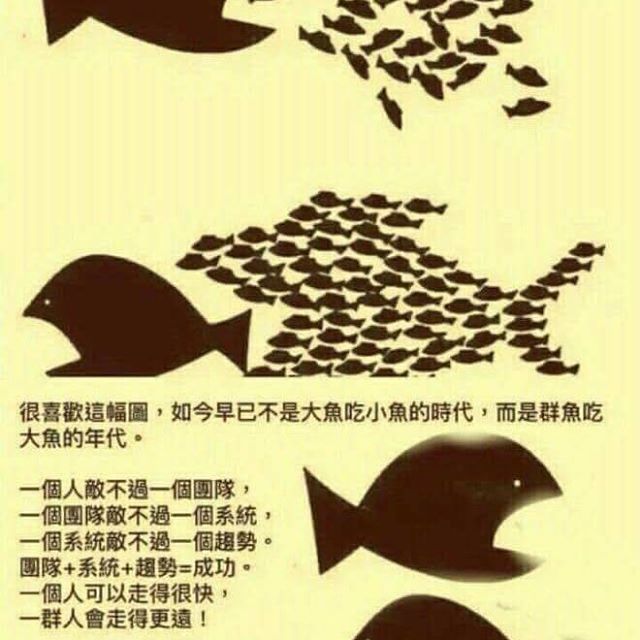 很喜歡這幅圖，如今早已不是大魚吃小魚的時代，而是群魚吃
大魚的年代。
一個人敵不過一個團隊，
一個團隊敵不過一個系統，
一個系統敵不過一個趨勢。
團隊+系統+趨勢=成功。
一個人可以走得很快，
一群人會走得更遠！